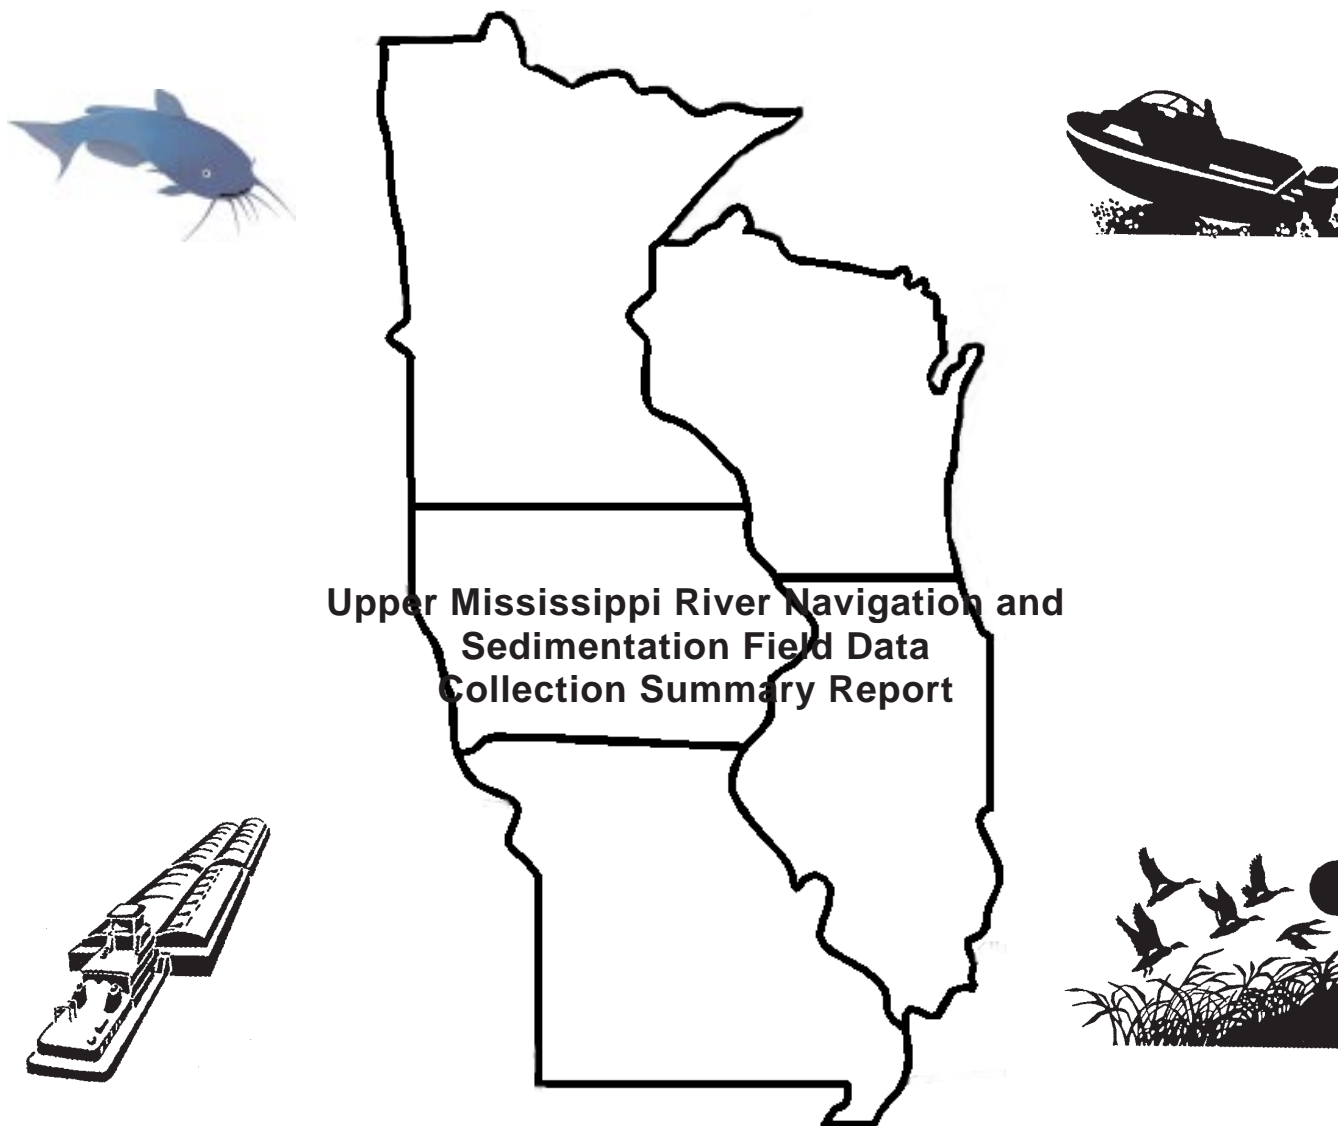 Upper Mississippi River Navigation and
Sedimentation Field Data
Collection Summary Report